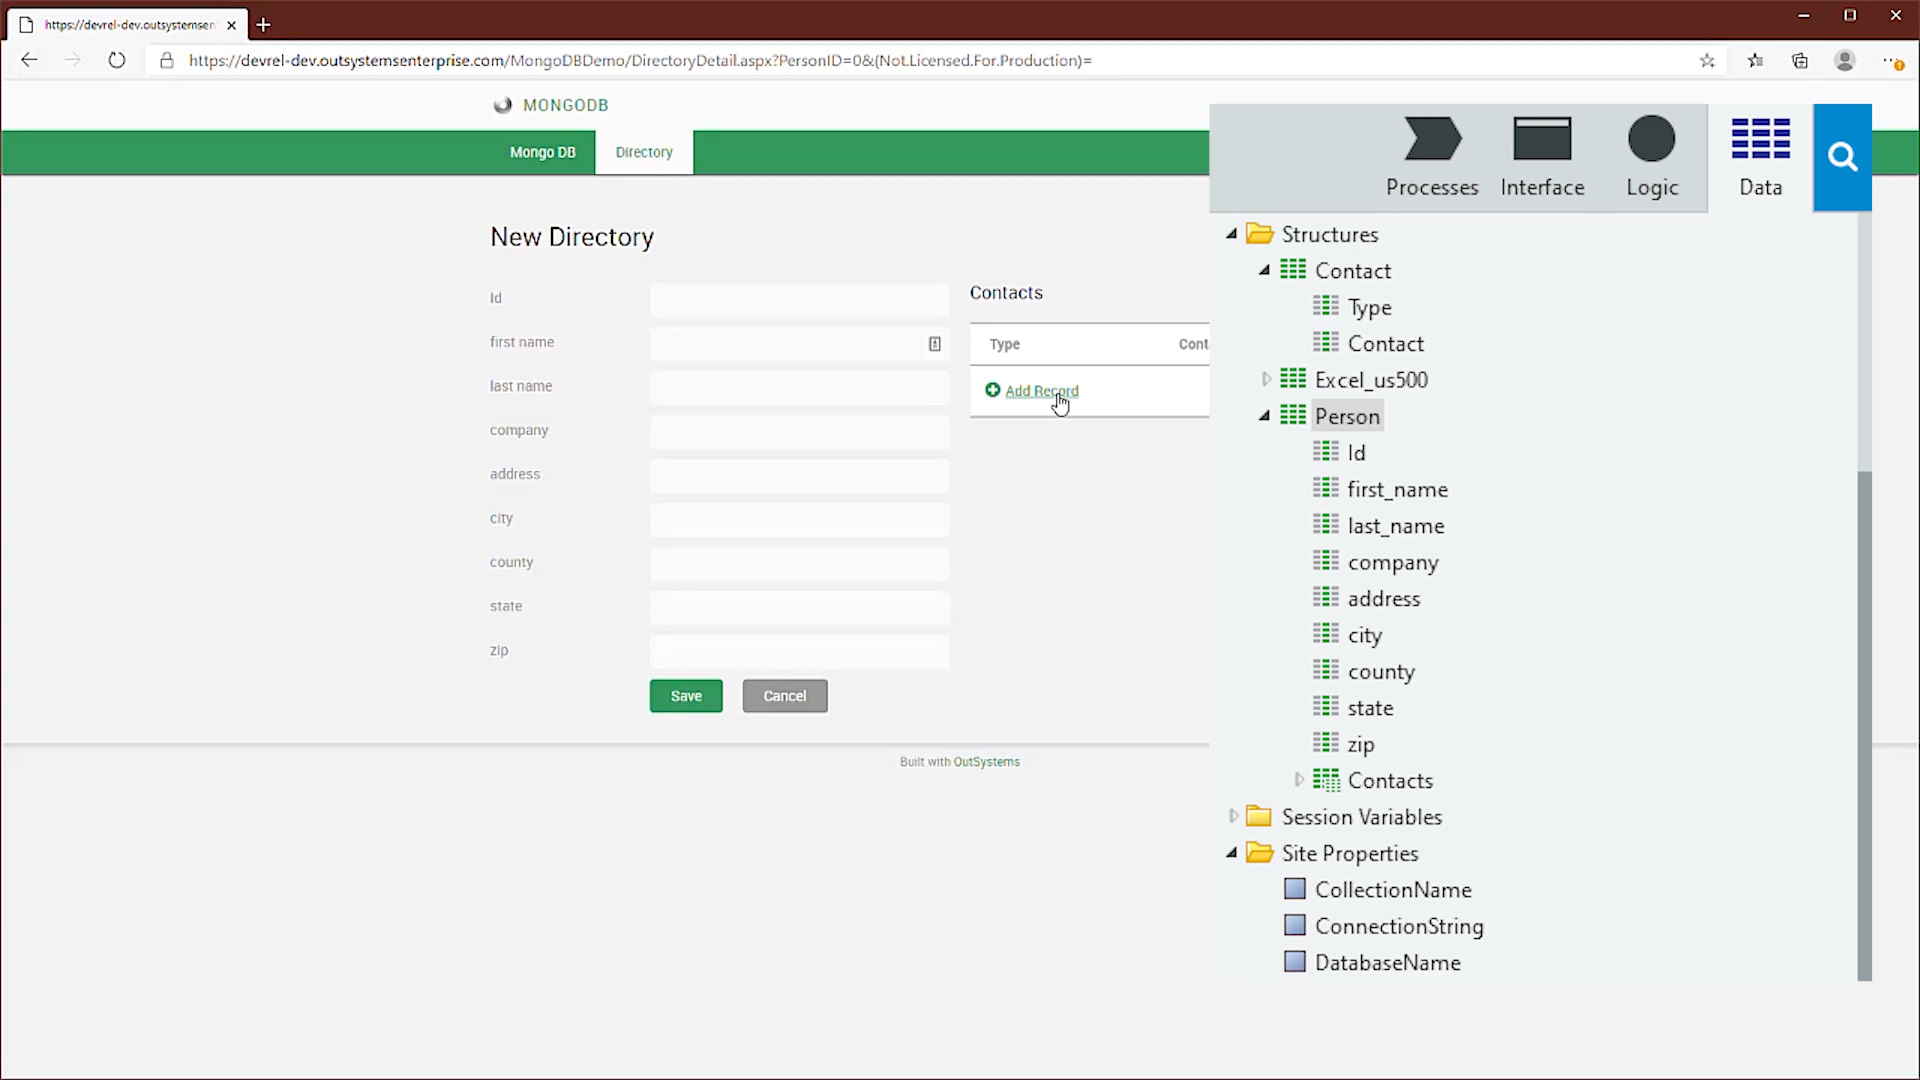 https://devrel-dev.outsystemsen
https://devrel-dev.outsystemsenterprise.com/MongoDBDemo/DirectoryDetail.aspx?PersonID=0&(Not.Licensed.For.Production)=
MONGODB
Mongo DB
Directory
New Directory
Id
first name
last name
company
address
city
county
state
zip
Save
Cancel
Contacts
Type
Cont
Add Record
Built with OutSystems
Processes
Interface
Logic
Data
Structures
Contact
Type
Contact
Excel_us500
Person
Id
first_name
last_name
company
address
city
county
state
zip
Contacts
Session Variables
Site Properties
CollectionName
ConnectionString
DatabaseName